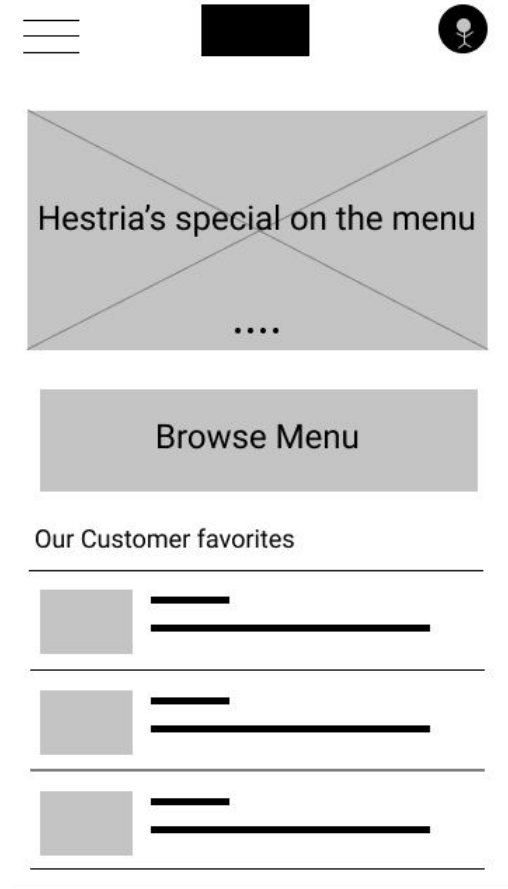 Hestria’s special on the menu
Browse Menu
Our Customer favorites